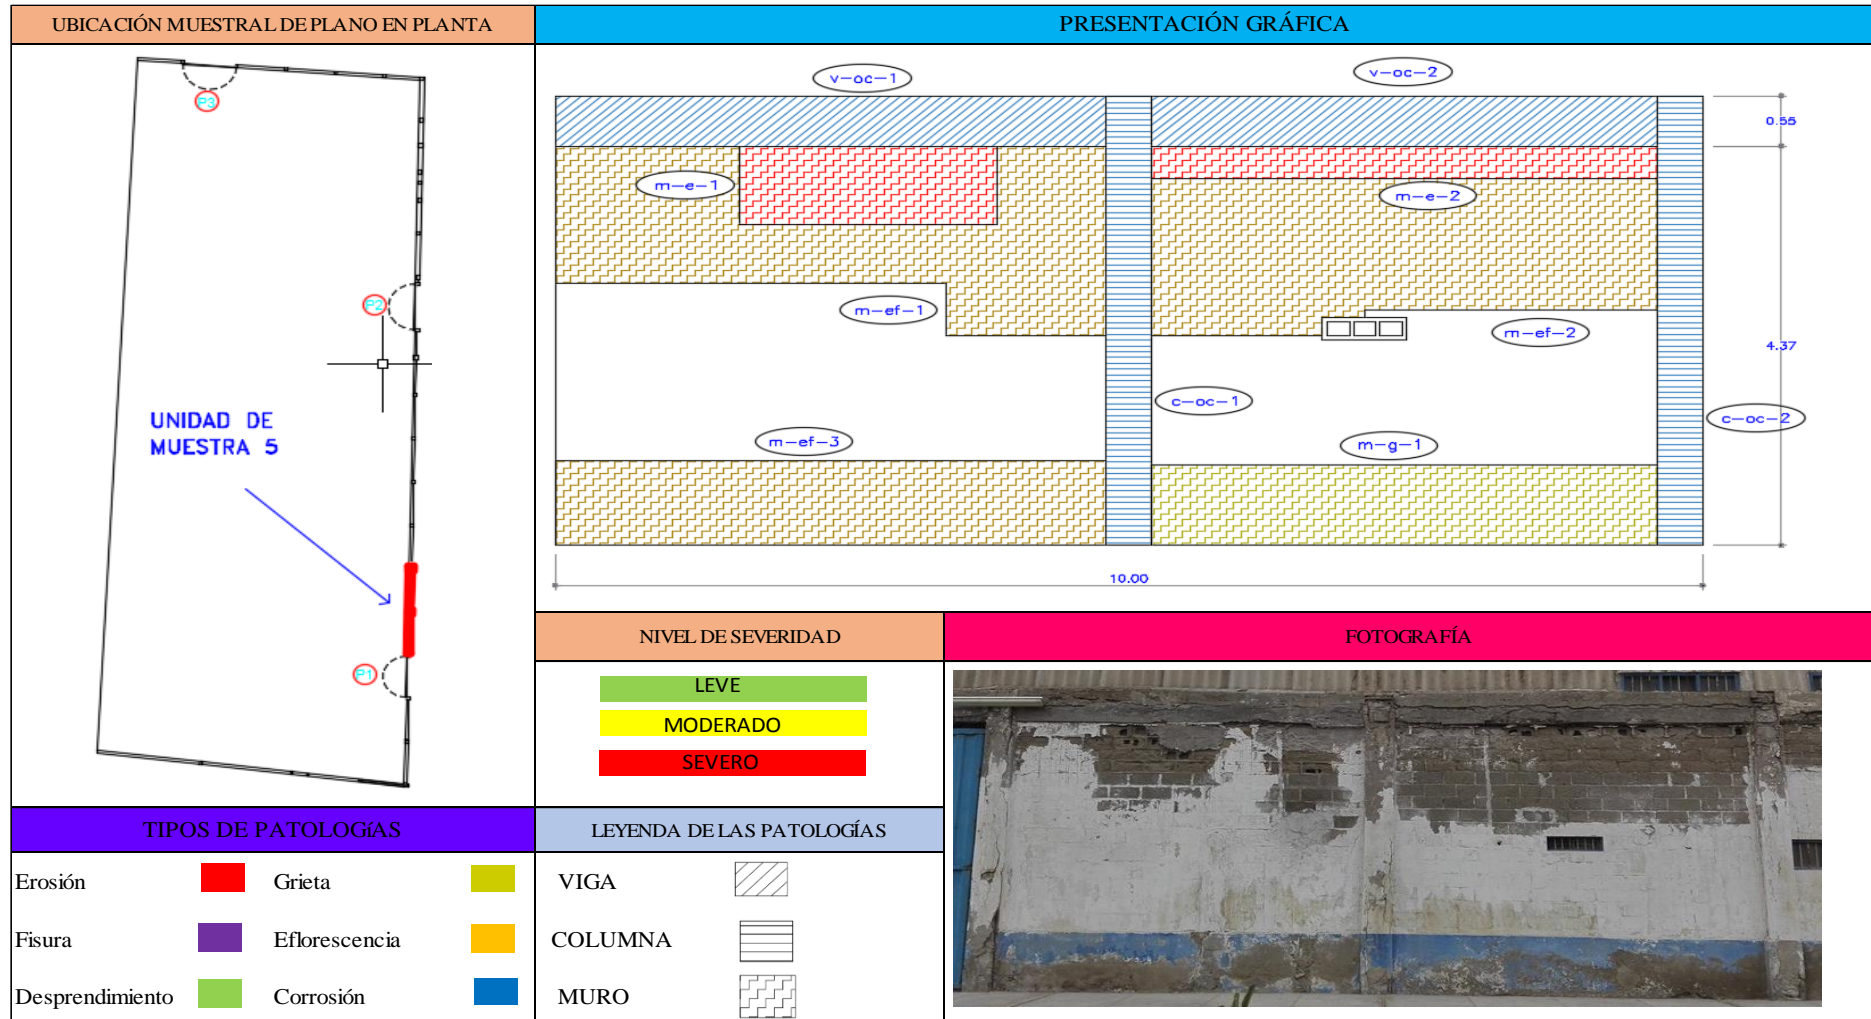 UBICACIÓN MUESTRAL DE PLANO EN PLANTA
P3
P2
UNIDAD DE
MUESTRA 5
P1
PRESENTACIÓN GRÁFICA
v-oc-1
v-oc-2
0.55
m-e-1
m-e-2
m-ef-1
m-ef-2
4.37
c-oc-1
c-oc-2
m-ef-3
m-g-1
10.00
NIVEL DE SEVERIDAD
LEVE
MODERADO
SEVERO
FOTOGRAFÍA
TIPOS DE PATOLOGíAS
Erosión
Grieta
Fisura
Eflorescencia
Desprendimiento
Corrosión
LEYENDA DE LAS PATOLOGÍAS
VIGA
COLUMNA
MURO